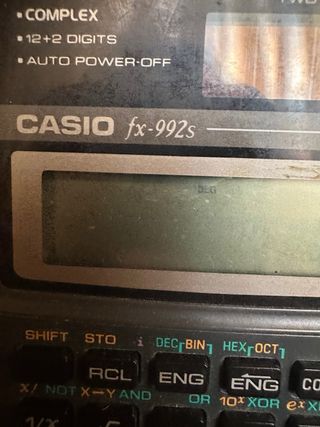 • COMPLEX
• 12+2 DIGITS
• AUTO POWER-OFF
CASIO fx-992s
DEG
SHIFT STO i DEC BIN HEX OCT
RCL ENG ENG
x! NOT X↔Y AND OR 10ˣ XOR eˣ
1/x